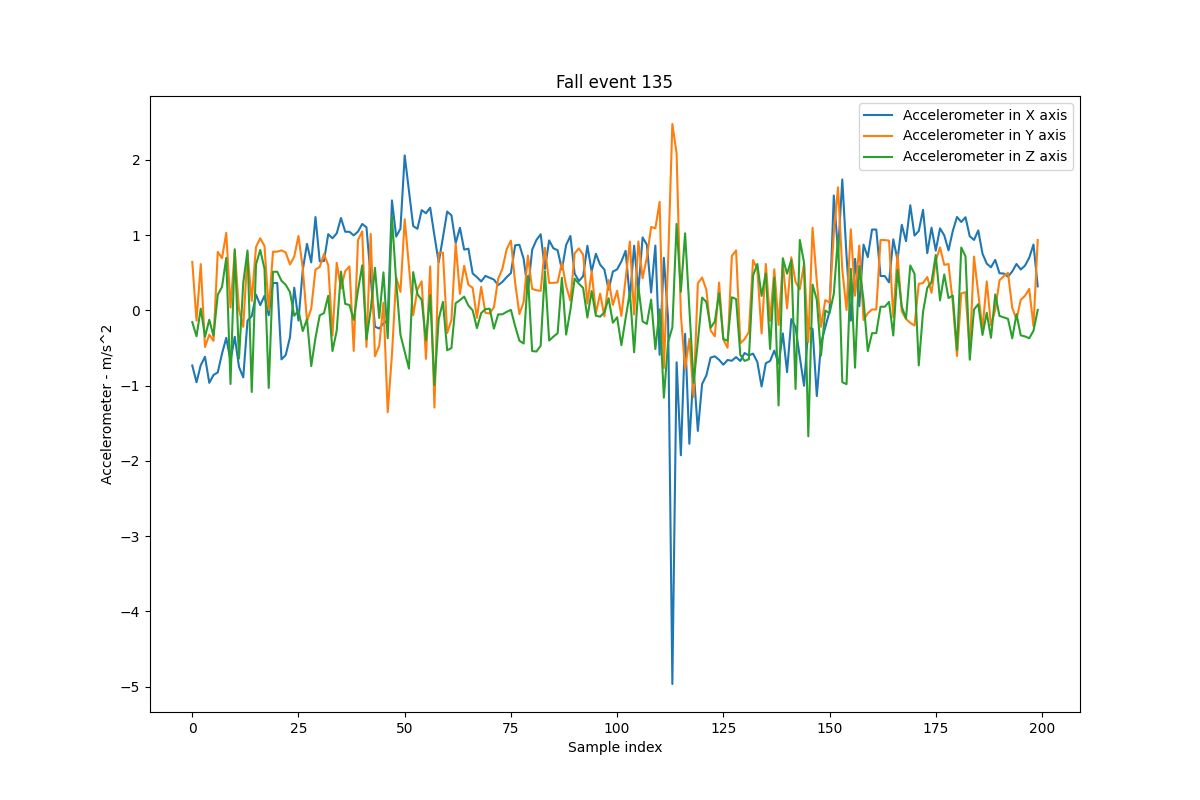 Fall event 135
Accelerometer in X axis
Accelerometer in Y axis
Accelerometer in Z axis
2
1
0
−1
−2
−3
−4
−5
Accelerometer - m/s^2
0 25 50 75 100 125 150 175 200
Sample index